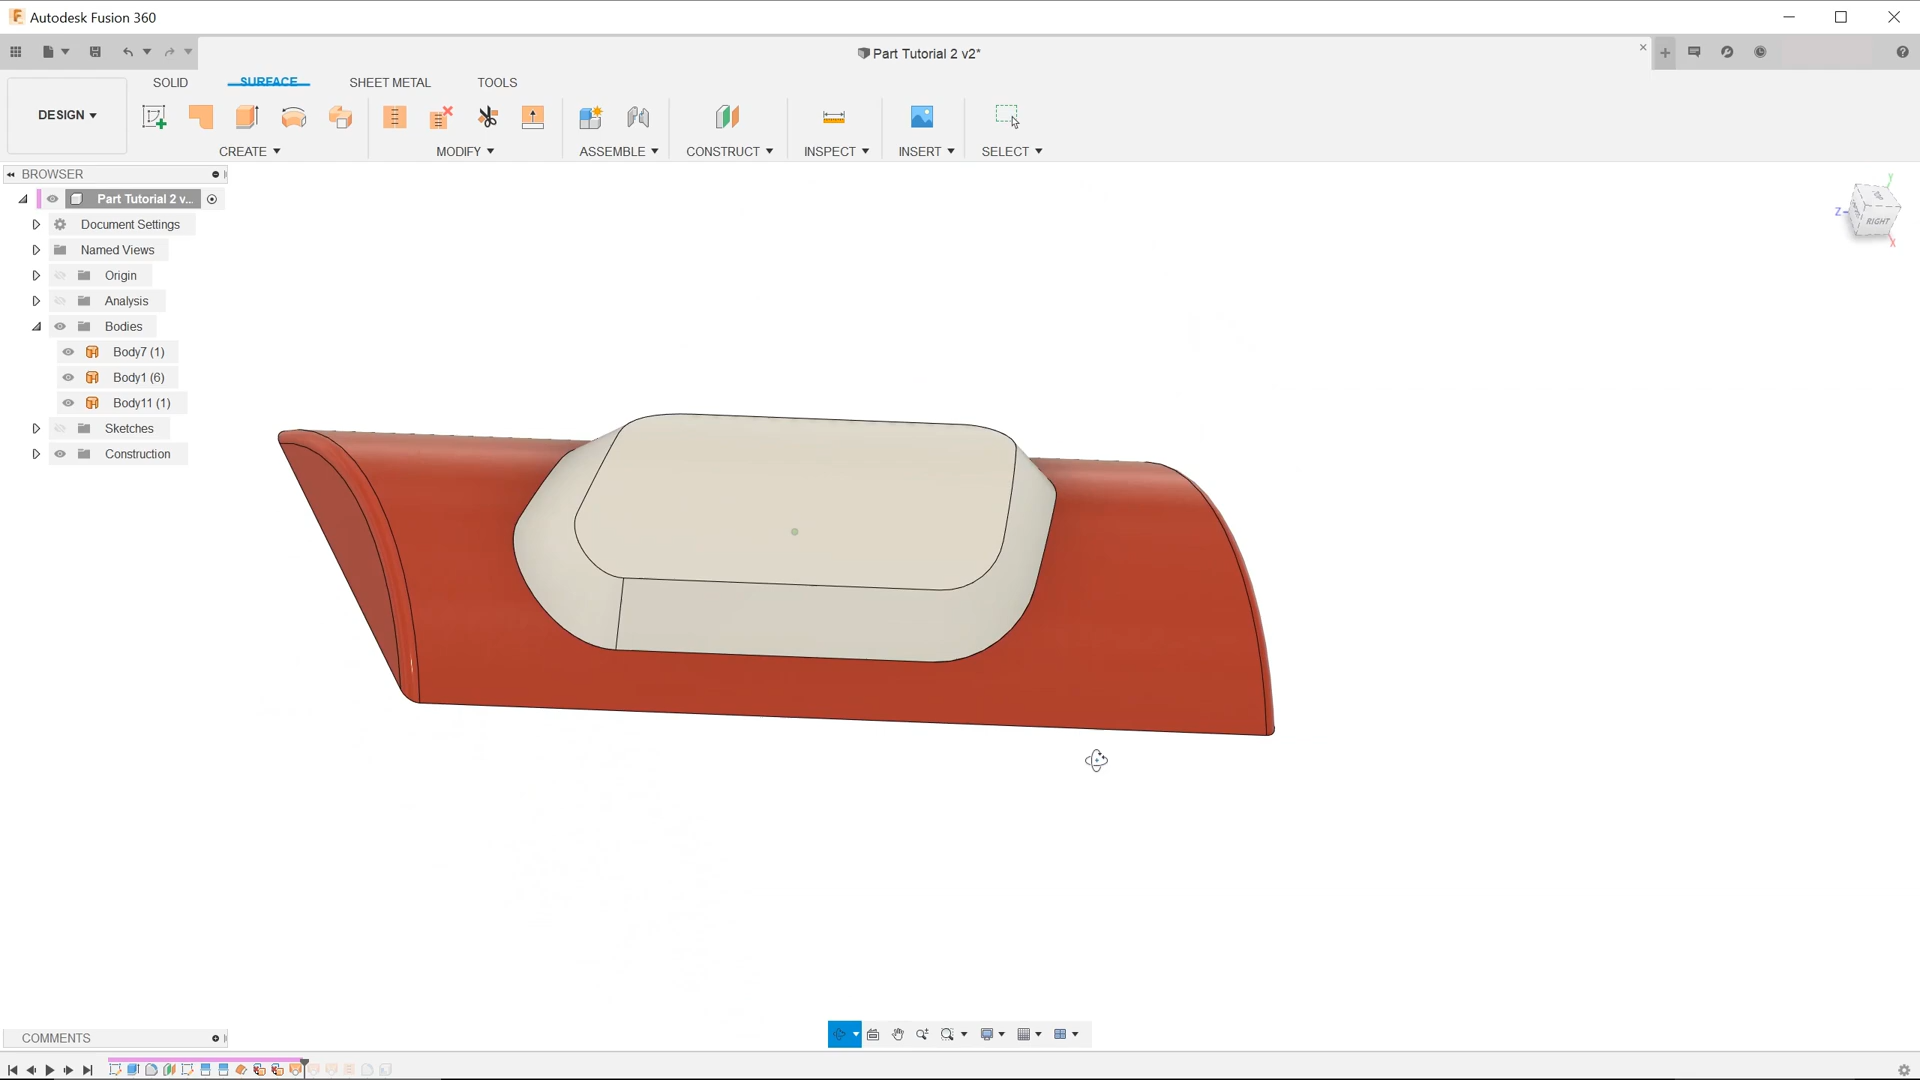 Autodesk Fusion 360
Part Tutorial 2 v2*
SOLID SURFACE SHEET METAL TOOLS
DESIGN ▾
CREATE ▾ MODIFY ▾ ASSEMBLE ▾ CONSTRUCT ▾ INSPECT ▾ INSERT ▾ SELECT ▾
BROWSER
Part Tutorial 2 v...
Document Settings
Named Views
Origin
Analysis
Bodies
Body7 (1)
Body1 (6)
Body11 (1)
Sketches
Construction
Y
Z
RIGHT
X
COMMENTS